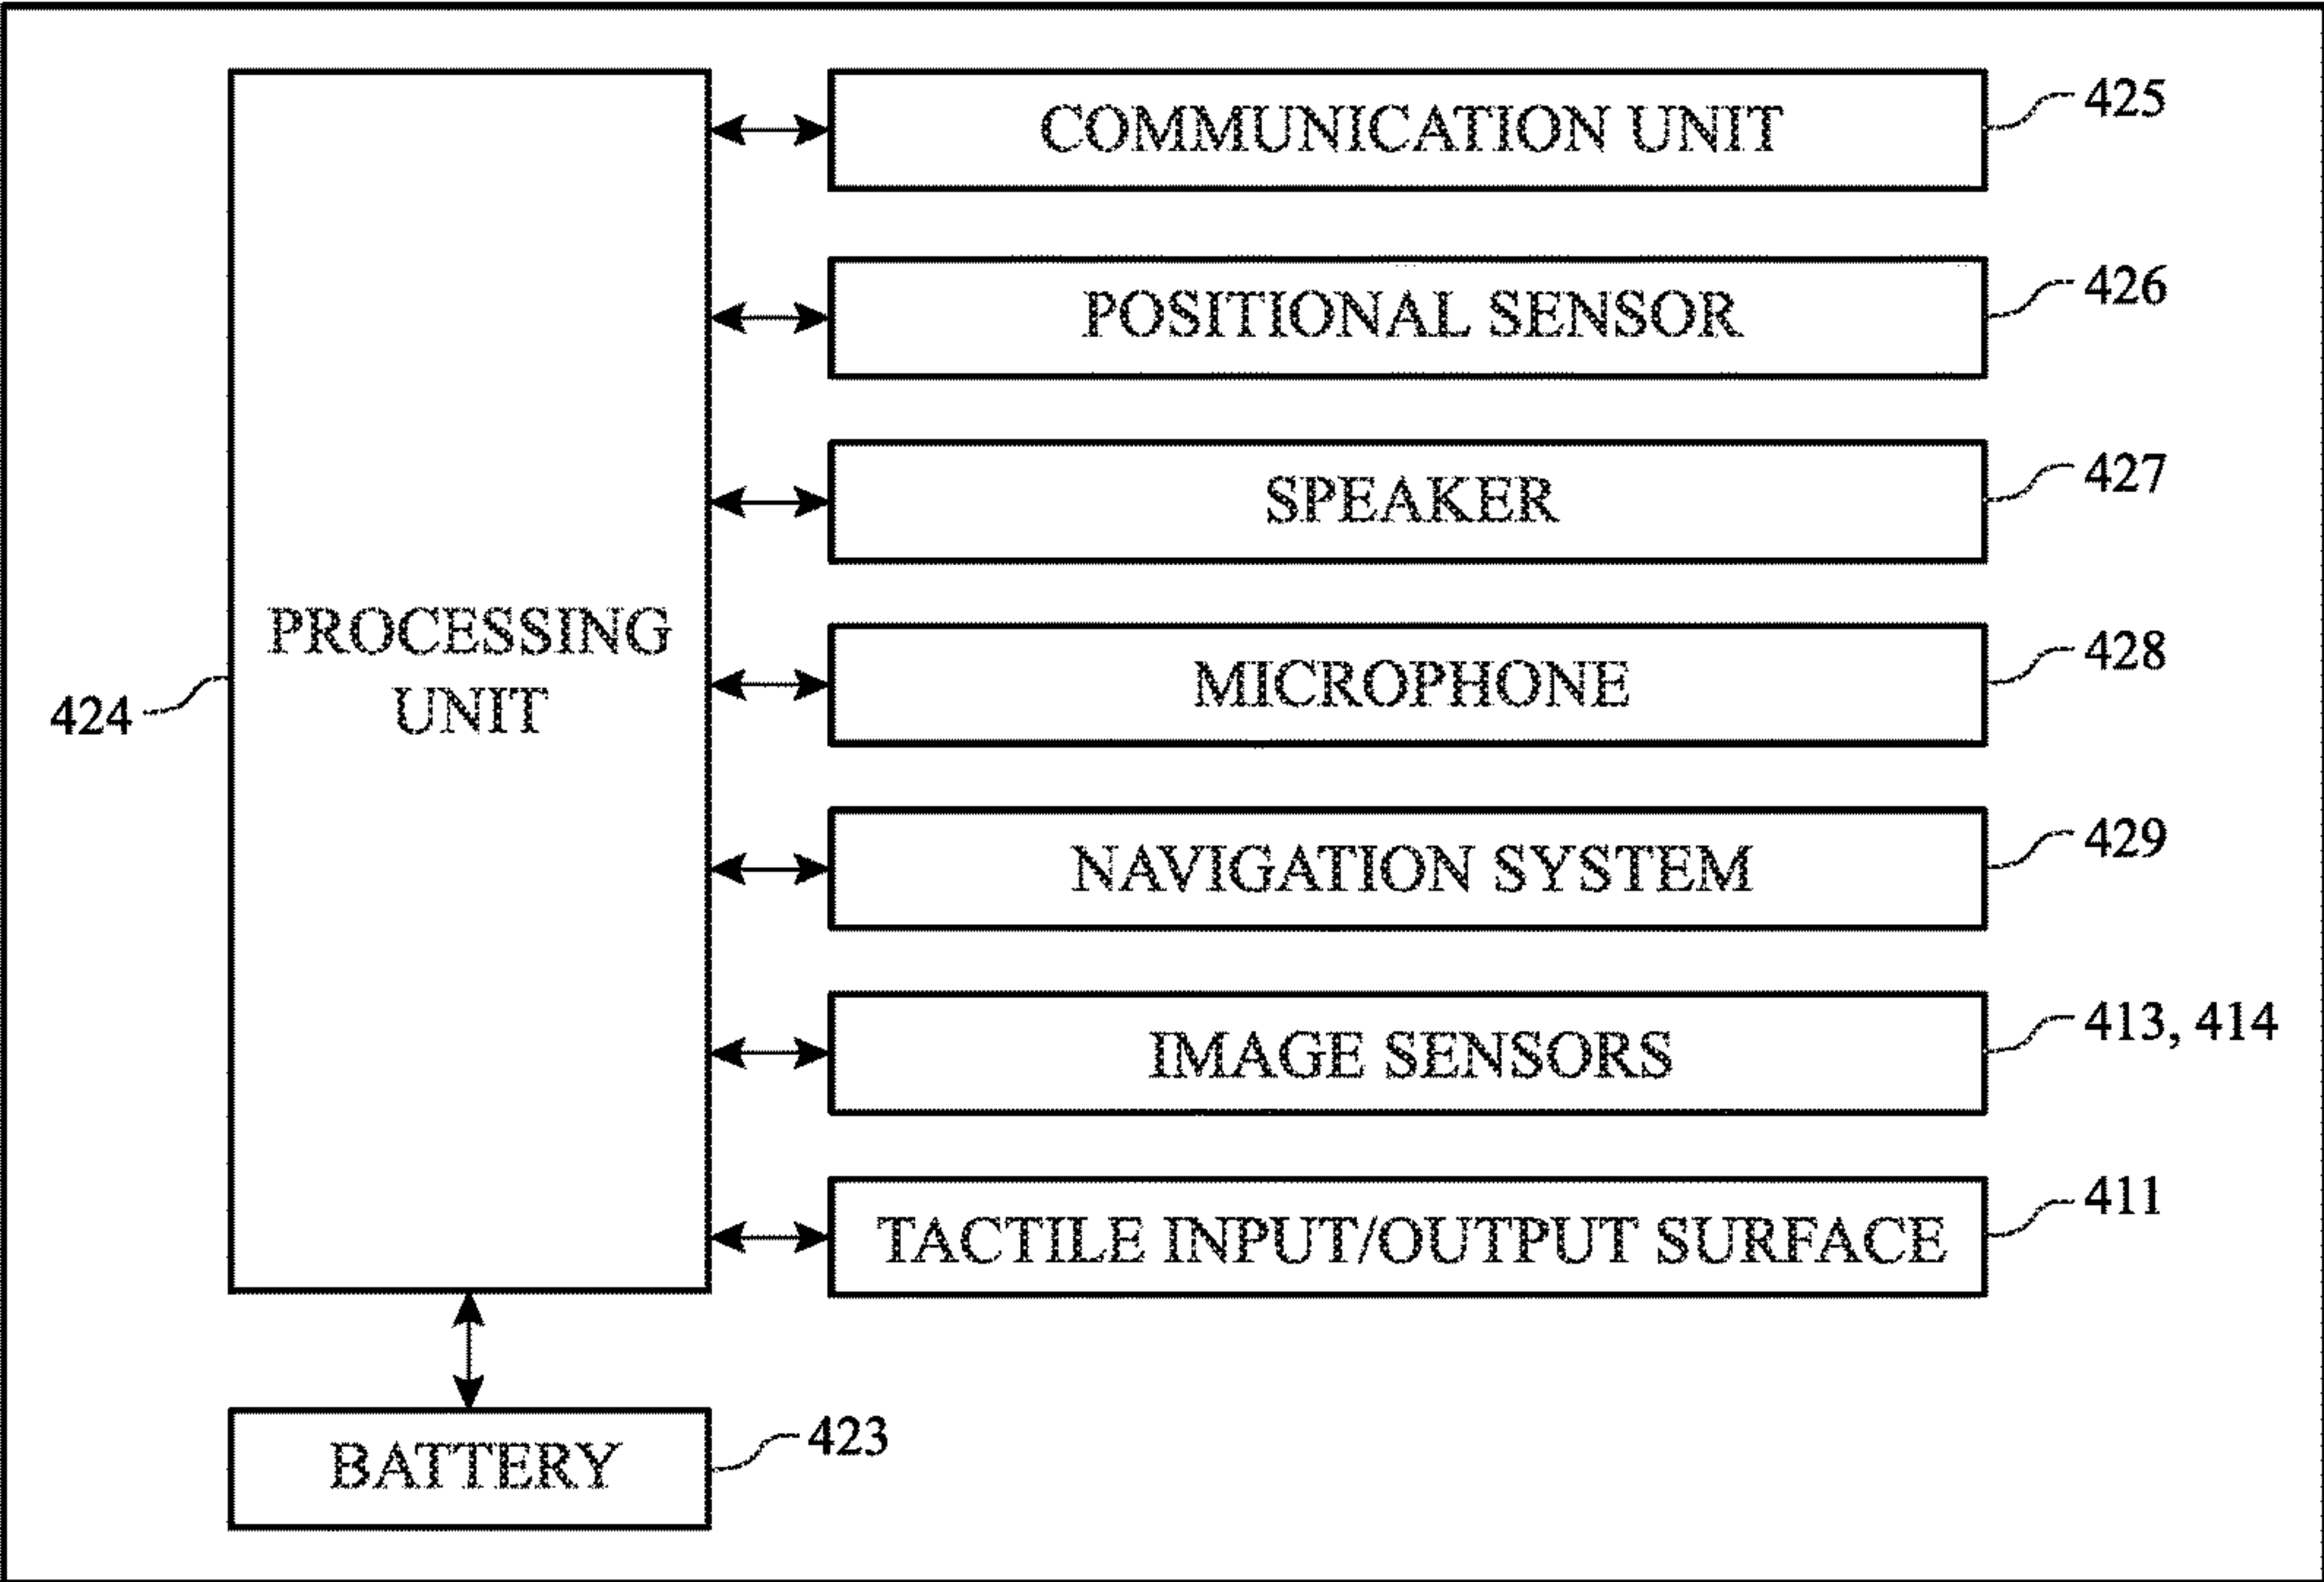 COMMUNICATION UNIT
425
POSITIONAL SENSOR
426
SPEAKER
427
PROCESSING
UNIT
424
MICROPHONE
428
NAVIGATION SYSTEM
429
IMAGE SENSORS
413, 414
TACTILE INPUT/OUTPUT SURFACE
411
BATTERY
423